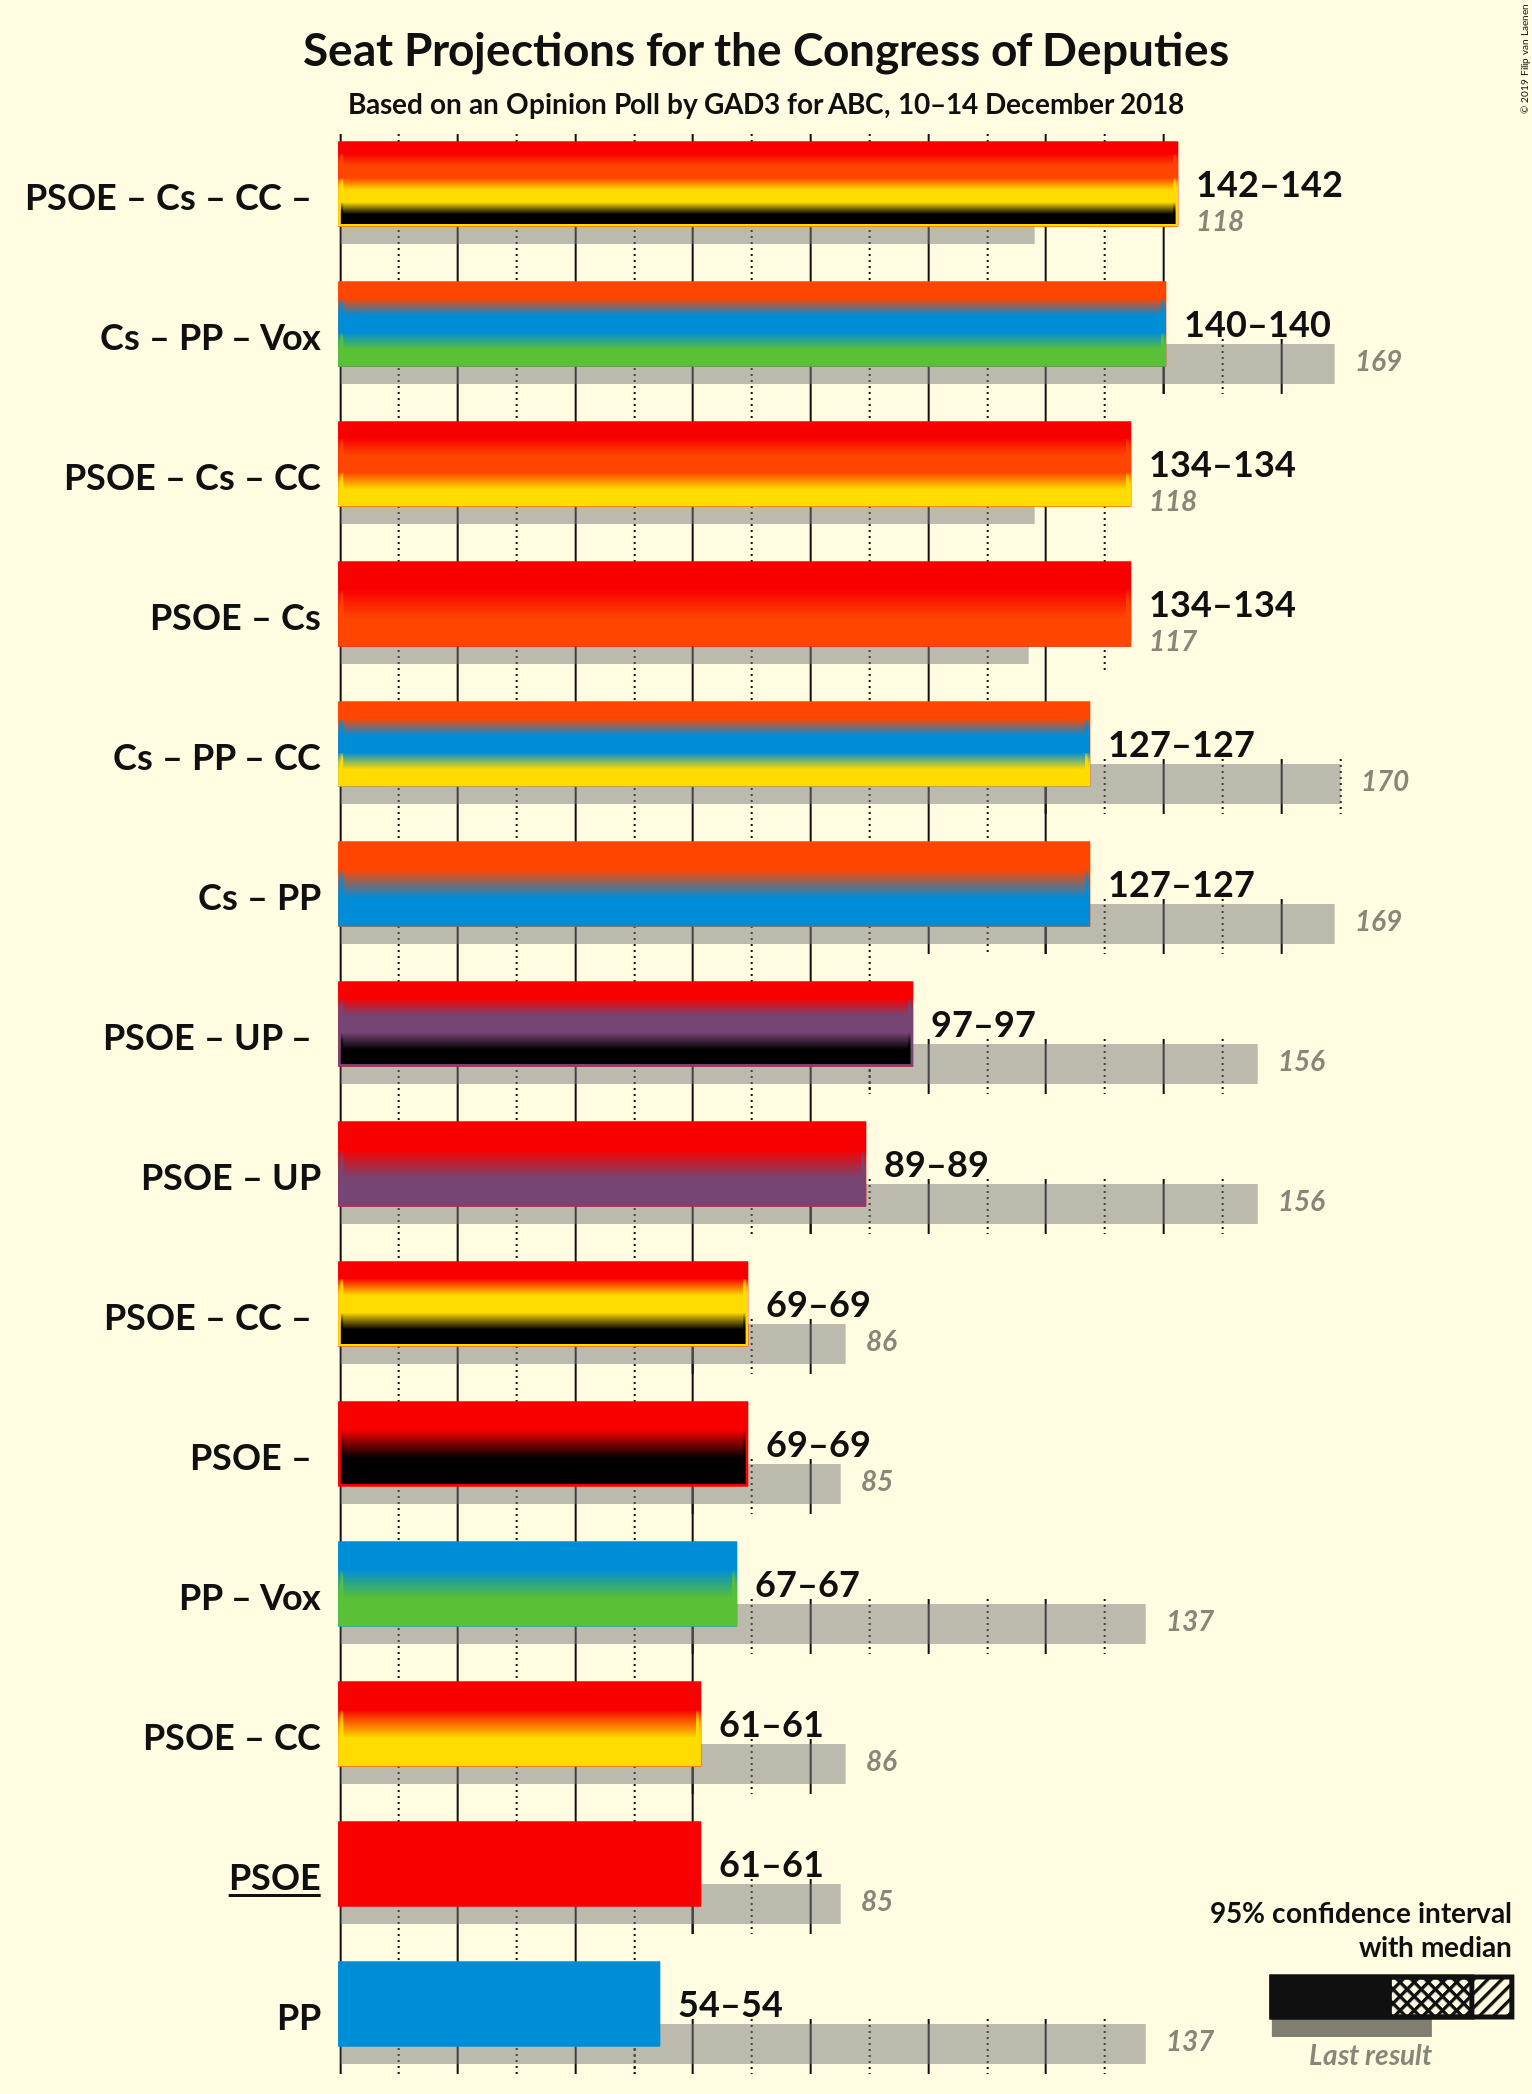 Seat Projections for the Congress of Deputies
Based on an Opinion Poll by GAD3 for ABC, 10–14 December 2018
© 2019 Filip van Laenen
PSOE – Cs – CC –
142–142
118
Cs – PP – Vox
140–140
169
PSOE – Cs – CC
134–134
118
PSOE – Cs
134–134
117
Cs – PP – CC
127–127
170
Cs – PP
127–127
169
PSOE – UP –
97–97
156
PSOE – UP
89–89
156
PSOE – CC –
69–69
86
PSOE –
69–69
85
PP – Vox
67–67
137
PSOE – CC
61–61
86
PSOE
61–61
85
PP
54–54
137
95% confidence interval
with median
Last result